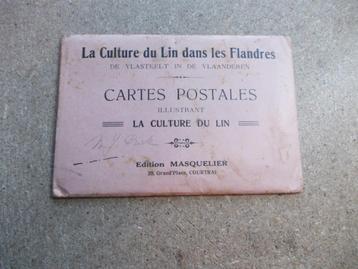 La Culture du Lin dans les Flandres
DE VLASTEELT IN DE VLAANDEREN
CARTES POSTALES
ILLUSTRANT
LA CULTURE DU LIN
Edition MASQUELIER
39, Grand'Place, COURTRAI